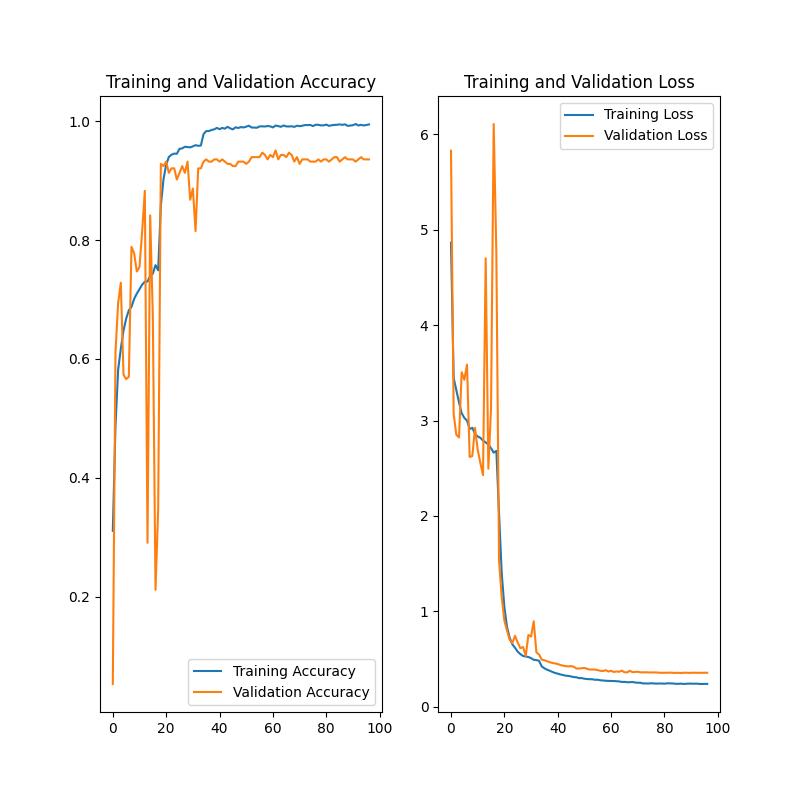 Training and Validation Accuracy
1.0
0.8
0.6
0.4
0.2
Training Accuracy
Validation Accuracy
0 20 40 60 80 100
Training and Validation Loss
Training Loss
Validation Loss
6
5
4
3
2
1
0
0 20 40 60 80 100